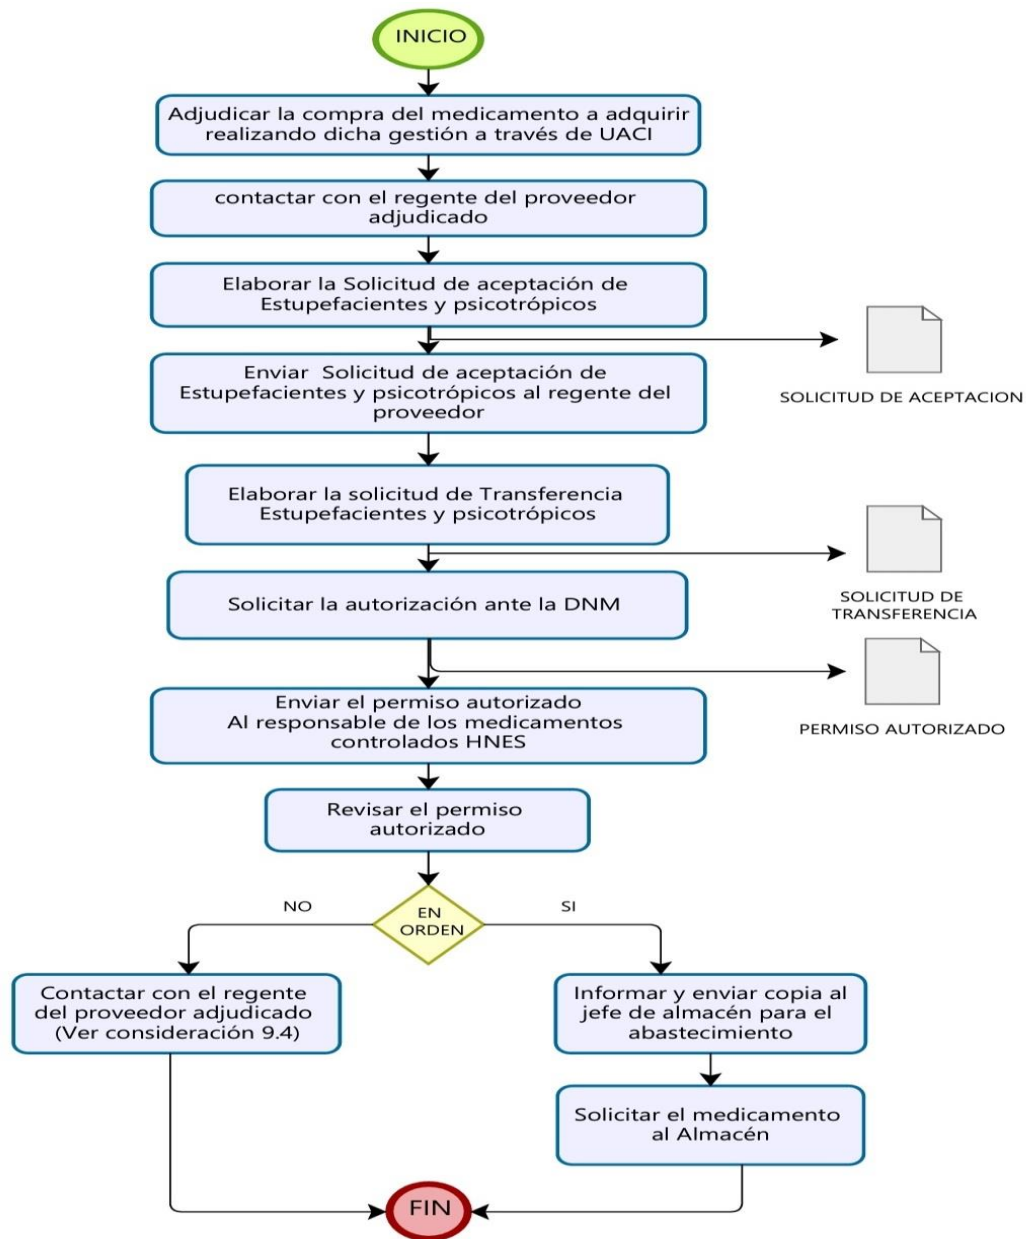 INICIO
Adjudicar la compra del medicamento a adquirir
realizando dicha gestión a través de UACI
contactar con el regente del proveedor
adjudicado
Elaborar la Solicitud de aceptación de
Estupefacientes y psicotrópicos
Enviar Solicitud de aceptación de
Estupefacientes y psicotrópicos al regente del
proveedor
SOLICITUD DE ACEPTACION
Elaborar la solicitud de Transferencia
Estupefacientes y psicotrópicos
SOLICITUD DE
TRANSFERENCIA
Solicitar la autorización ante la DNM
PERMISO AUTORIZADO
Enviar el permiso autorizado
Al responsable de los medicamentos
controlados HNES
Revisar el permiso
autorizado
EN
ORDEN
NO
SI
Contactar con el regente
del proveedor adjudicado
(Ver consideración 9.4)
Informar y enviar copia al
jefe de almacén para el
abastecimiento
Solicitar el medicamento
al Almacén
FIN